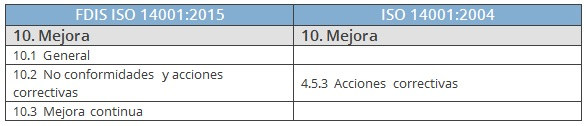 FDIS ISO 14001:2015 ISO 14001:2004
10. Mejora 10. Mejora
10.1 General
10.2 No conformidades y acciones
correctivas 4.5.3 Acciones correctivas
10.3 Mejora continua